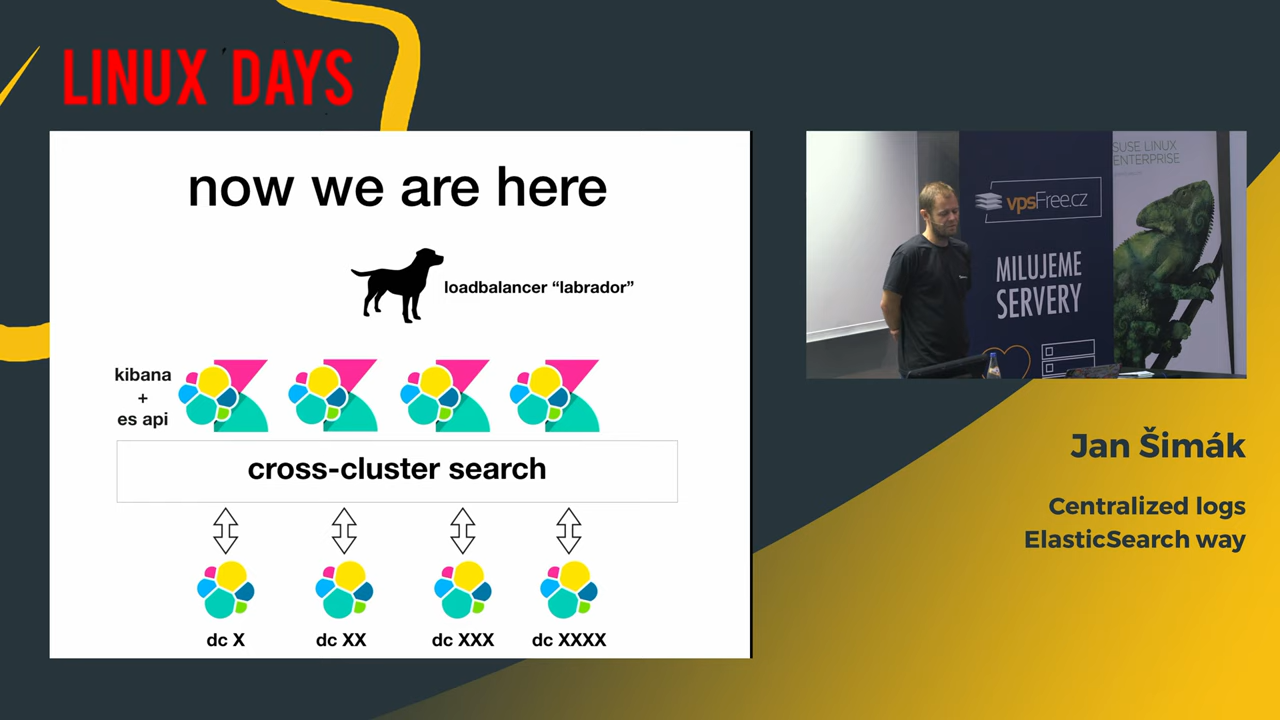 LINUX DAYS
now we are here
loadbalancer “labrador”
kibana
+
es api
cross-cluster search
dc X
dc XX
dc XXX
dc XXXX
SUSE LINUX
ENTERPRISE
vpsFree.cz
MILUJEME
SERVERY
Jan Šimák
Centralized logs
ElasticSearch way